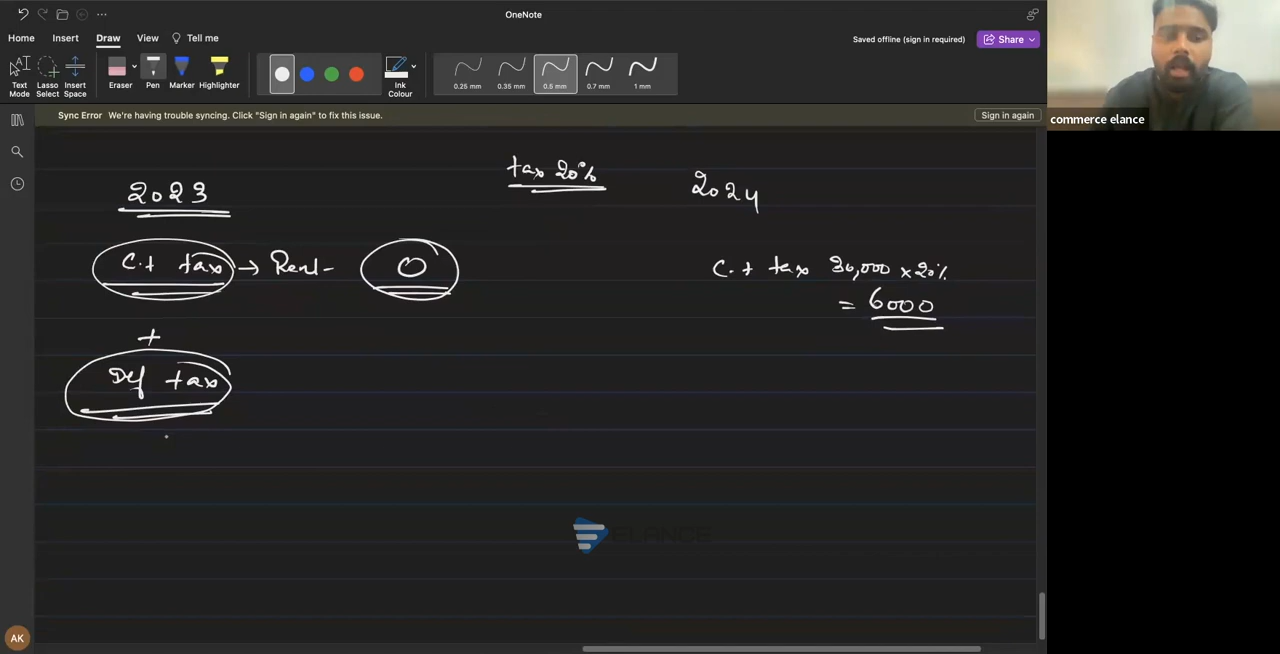 OneNote
Home Insert Draw View Tell me
Saved offline (sign in required)
Share
Text Mode
Lasso Select
Insert Space
Eraser
Pen
Marker
Highlighter
Ink Colour
0.25 mm
0.35 mm
0.5 mm
0.7 mm
1 mm
commerce elance
Sync Error We're having trouble syncing. Click "Sign in again" to fix this issue.
Sign in again
tax 20%
2023
2024
C.t tax → Rent - 0
C.t tax 30,000 x 20%
= 6000
+
Def tax
ELANCE
AK